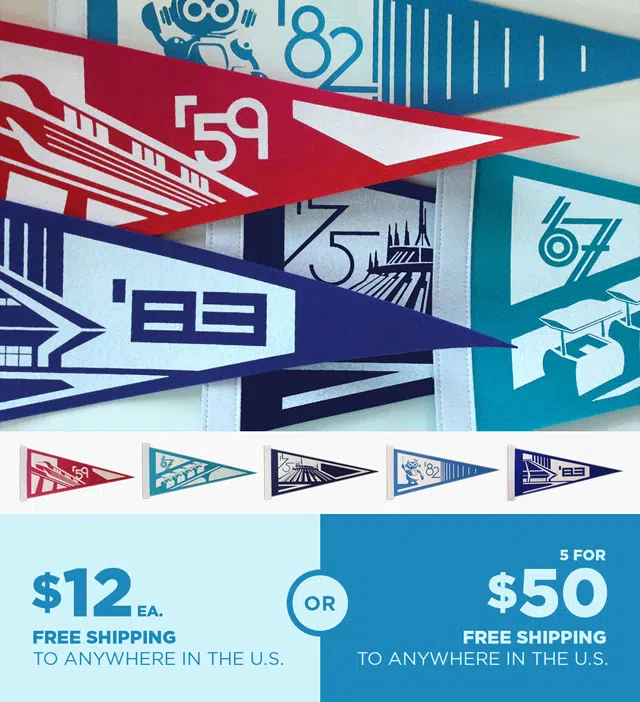 '82
'59
'75
'67
'83
'59
'67
'75
'82
'83
$12 EA.
FREE SHIPPING
TO ANYWHERE IN THE U.S.
OR
5 FOR
$50
FREE SHIPPING
TO ANYWHERE IN THE U.S.